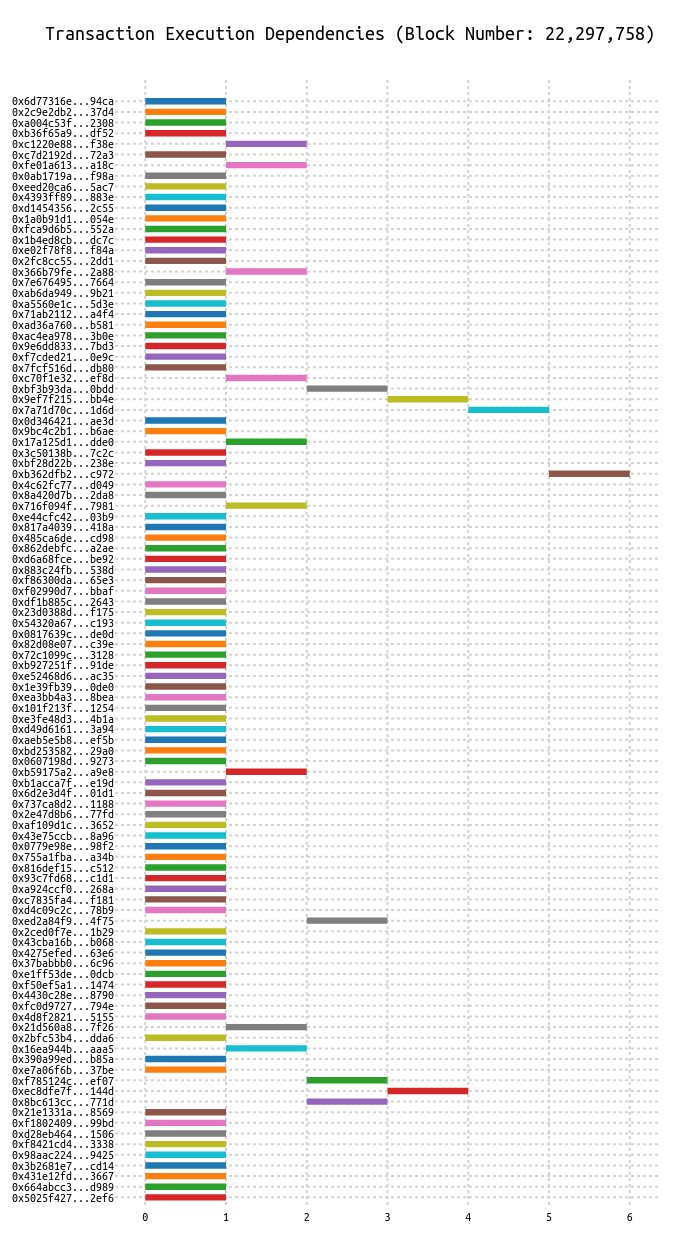 Transaction Execution Dependencies (Block Number: 22,297,758)
0x6d77316e...94ca
0x2c9e2db2...37d4
0xa004c53f...2308
0xb36f65a9...df52
0xc1220e88...f38e
0xc7d2192d...72a3
0xfe01a613...a18c
0x0ab1719a...f98a
0xeed20ca6...5ac7
0x4393ff89...883e
0xd1454356...2c55
0x1a0b91d1...054e
0xfca9d6b5...552a
0x1b4ed8cb...dc7c
0xe02f78f8...f84a
0x2fc8cc55...2dd1
0x366b79fe...2a88
0x7e676495...7664
0xab6da949...9b21
0xa5560e1c...5d3e
0x71ab2112...a4f4
0xad36a760...b581
0xac4ea978...3b0e
0x9e6dd833...7bd3
0xf7cded21...0e9c
0x7fcf516d...db80
0xc70f1e32...ef8d
0xbf3b93da...0bdd
0x9ef7f215...bb4e
0x7a71d70c...1d6d
0x0d346421...ae3d
0x9bc4c2b1...b6ae
0x17a125d1...dde0
0x3c50138b...7c2c
0xbf28d22b...238e
0xb362dfb2...c972
0x4c62fc77...d049
0x8a420d7b...2da8
0x716f094f...7981
0xe44cfc42...03b9
0x817a4039...418a
0x485ca6de...cd98
0x862debfc...a2ae
0xd6a68fce...be92
0x883c24fb...538d
0xf86300da...65e3
0xf02990d7...bbaf
0xdf1b885c...2643
0x23d0388d...f175
0x54320a67...c193
0x0817639c...de0d
0x82d08e07...c39e
0x72c1099c...3128
0xb927251f...91de
0xe52468d6...ac35
0x1e39fb39...0de0
0xea3bb4a3...8bea
0x101f213f...1254
0xe3fe48d3...4b1a
0xd49d6161...3a94
0xaeb5e5b8...ef5b
0xbd253582...29a0
0x0607198d...9273
0xb59175a2...a9e8
0xb1acca7f...e19d
0x6d2e3d4f...01d1
0x737ca8d2...1188
0x2e47d8b6...77fd
0xaf109d1c...3652
0x43e75ccb...8a96
0x0779e98e...98f2
0x755a1fba...a34b
0x816def15...c512
0x93c7fd68...c1d1
0xa924ccf0...268a
0xc7835fa4...f181
0xd4c09c2c...78b9
0xed2a84f9...4f75
0x2ced0f7e...1b29
0x43cba16b...b068
0x4275efed...63e6
0x37babbb0...6c96
0xe1ff53de...0dcb
0xf50ef5a1...1474
0x4430c28e...8790
0xfc0d9727...794e
0x4d8f2821...5155
0x21d560a8...7f26
0x2bfc53b4...dda6
0x16ea944b...aaa5
0x390a99ed...b85a
0xe7a06f6b...37be
0xf785124c...ef07
0xec8dfe7f...144d
0x8bc613cc...771d
0x21e1331a...8569
0xf1802409...99bd
0xd28eb464...1506
0xf8421cd4...3338
0x98aac224...9425
0x3b2681e7...cd14
0x431e12fd...3667
0x664abcc3...d989
0x5025f427...2ef6
0 1 2 3 4 5 6